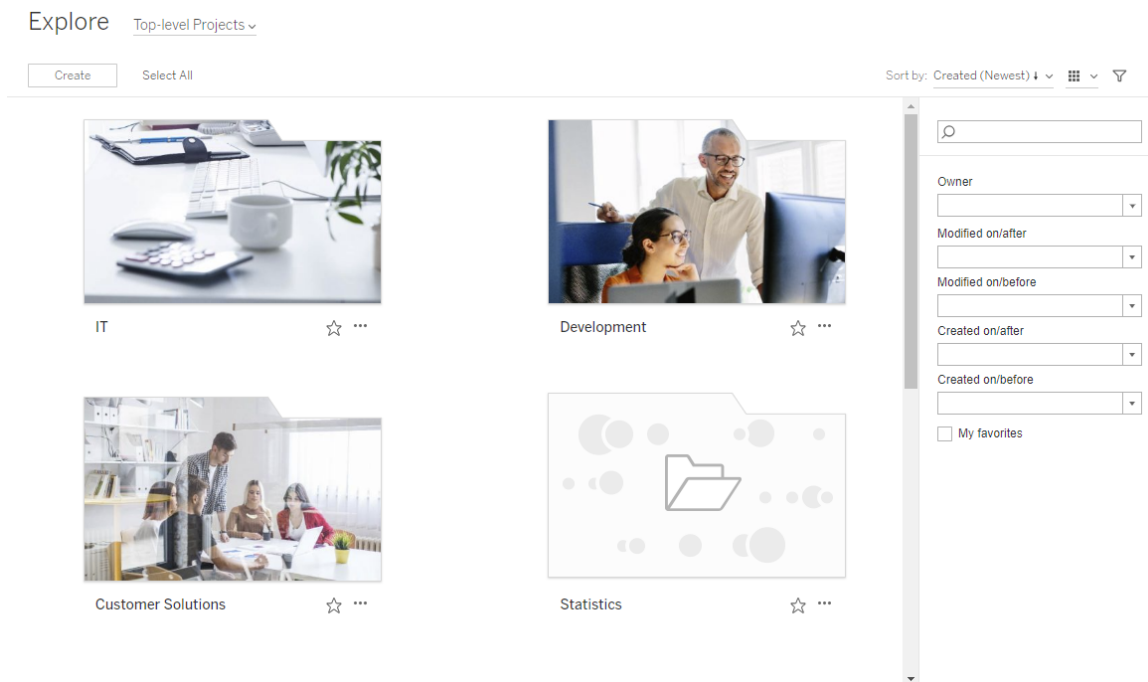 Explore Top-level Projects
Create Select All Sort by: Created (Newest)
IT
Development
Customer Solutions
Statistics
Owner
Modified on/after
Modified on/before
Created on/after
Created on/before
My favorites